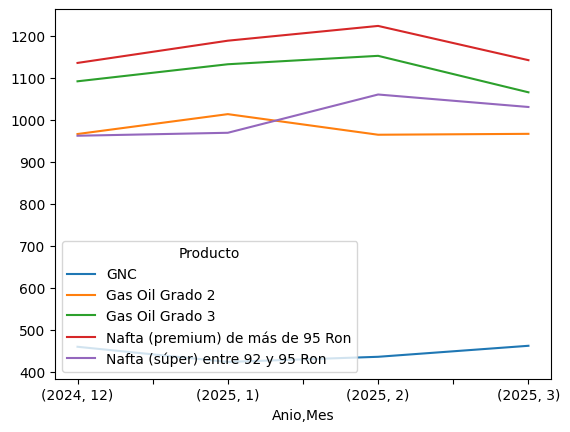 1200
1100
1000
900
800
700
600
500
400
Producto
GNC
Gas Oil Grado 2
Gas Oil Grado 3
Nafta (premium) de más de 95 Ron
Nafta (súper) entre 92 y 95 Ron
(2024, 12) (2025, 1) (2025, 2) (2025, 3)
Anio,Mes